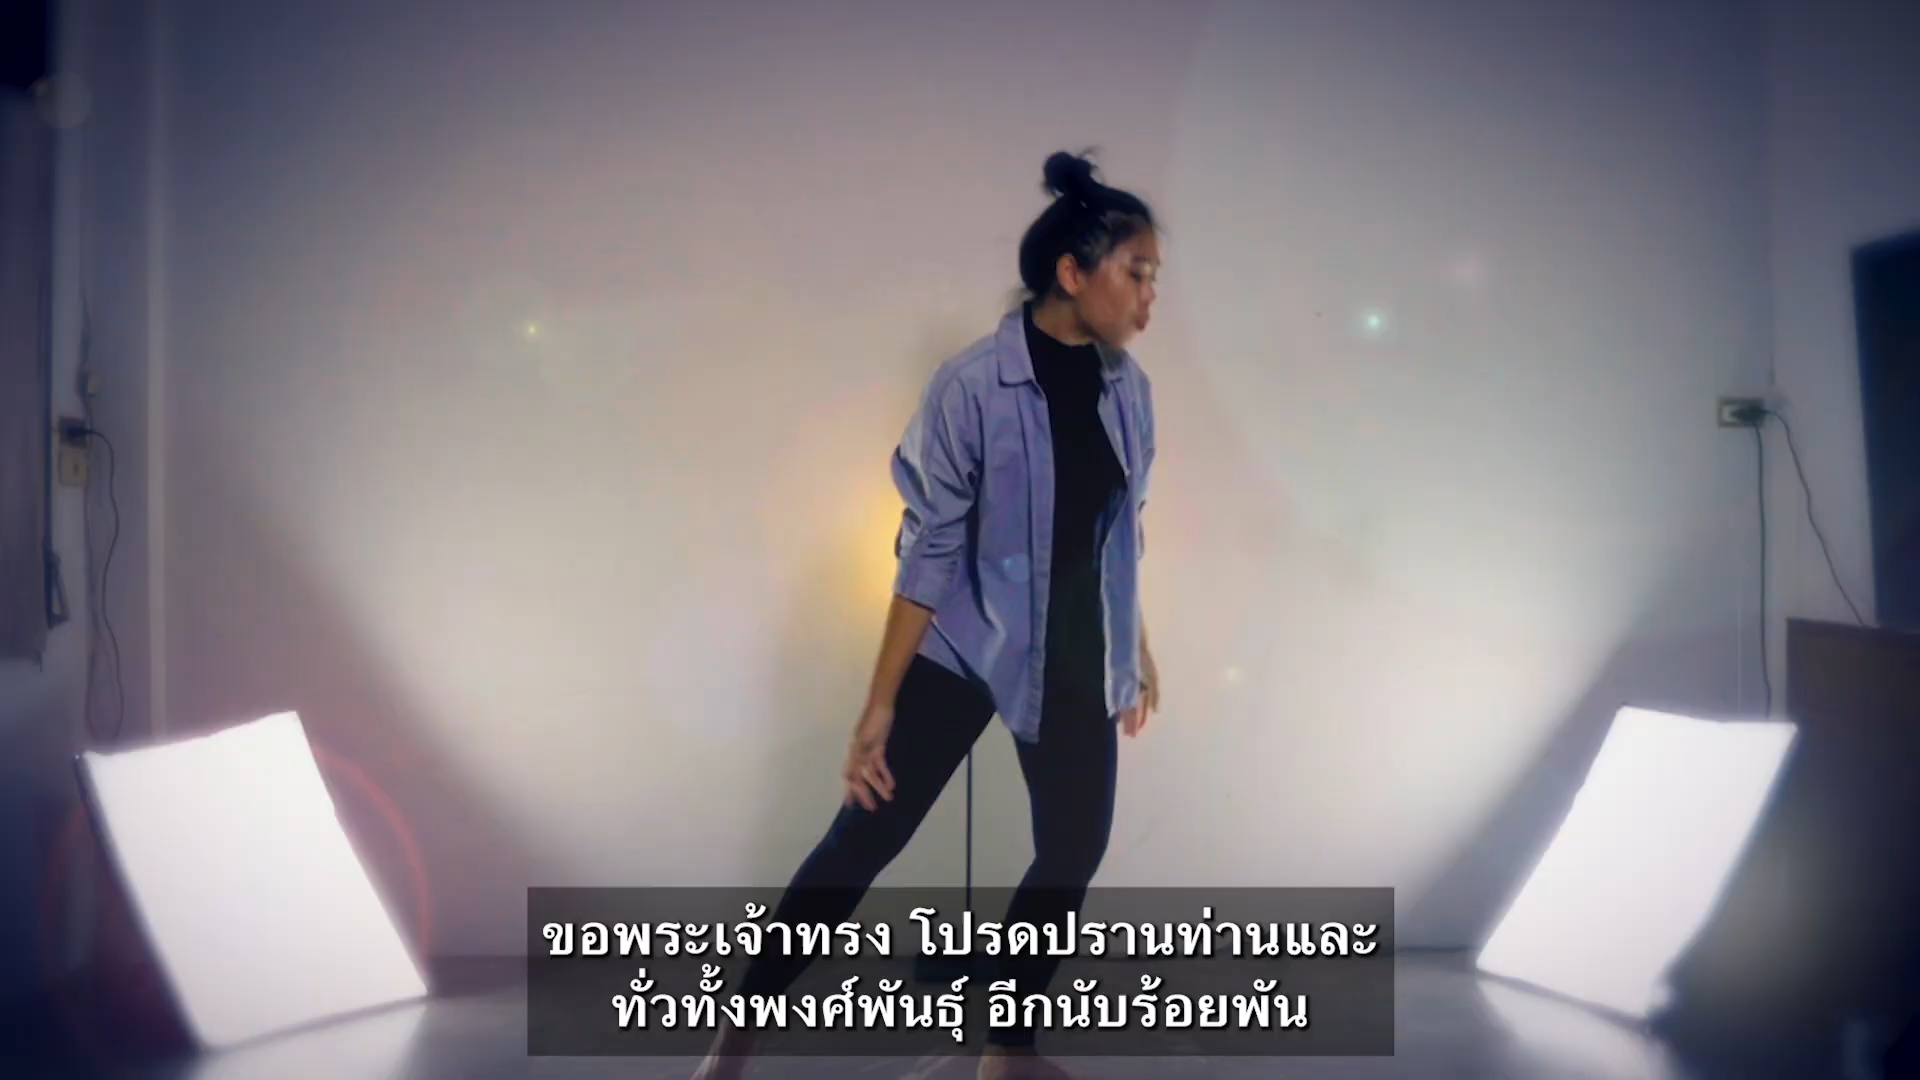 ขอพระเจ้าทรง โปรดปรานท่านและ
ทั่วทั้งพงศ์พันธุ์ อีกนับร้อยพัน